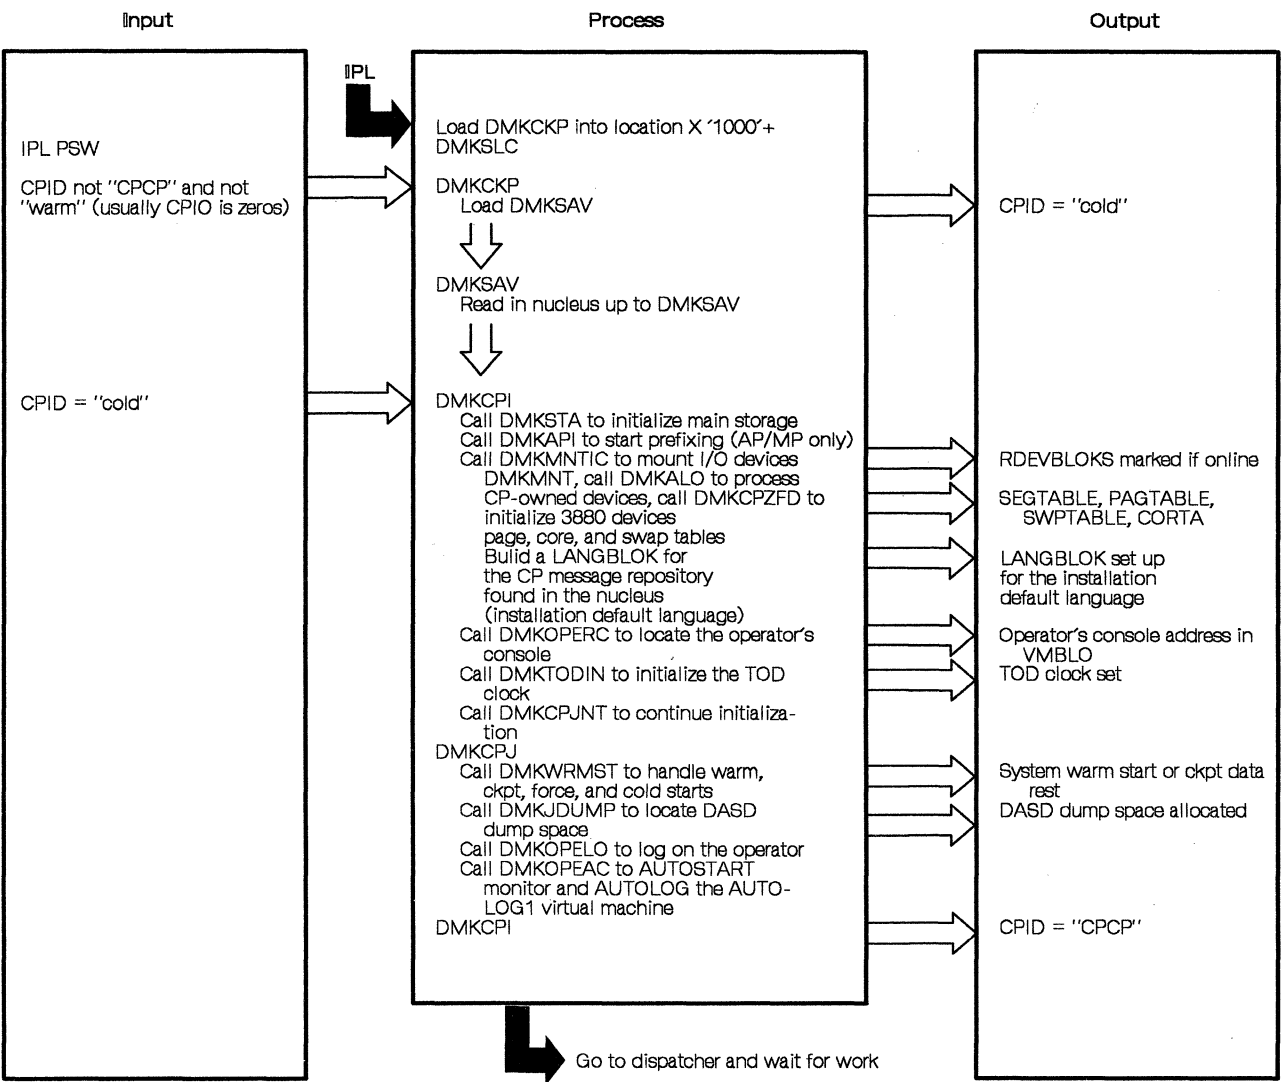 Input
Process
Output
IPL
IPL PSW
CPID not "CPCP" and not
"warm" (usually CPIO is zeros)
CPID = "cold"
Load DMKCKP into location X '1000'+
DMKSLC
DMKCKP
Load DMKSAV
DMKSAV
Read in nucleus up to DMKSAV
DMKCPI
Call DMKSTA to initialize main storage
Call DMKAPI to start prefixing (AP/MP only)
Call DMKMNTIC to mount I/O devices
DMKMNT, call DMKALO to process
CP-owned devices, call DMKCPZFD to
initialize 3880 devices
page, core, and swap tables
Bulid a LANGBLOK for
the CP message repository
found in the nucleus
(installation default language)
Call DMKOPERC to locate the operator's
console
Call DMKTODIN to initialize the TOD
clock
Call DMKCPJNT to continue initializa-
tion
DMKCPJ
Call DMKWRMST to handle warm,
ckpt, force, and cold starts
Call DMKJDUMP to locate DASD
dump space
Call DMKOPELO to log on the operator
Call DMKOPEAC to AUTOSTART
monitor and AUTOLOG the AUTO-
LOG1 virtual machine
DMKCPI
CPID = "cold"
RDEVBLOKS marked if online
SEGTABLE, PAGTABLE,
SWPTABLE, CORTA
LANGBLOK set up
for the installation
default language
Operator's console address in
VMBLO
TOD clock set
System warm start or ckpt data
rest
DASD dump space allocated
CPID = "CPCP"
Go to dispatcher and wait for work